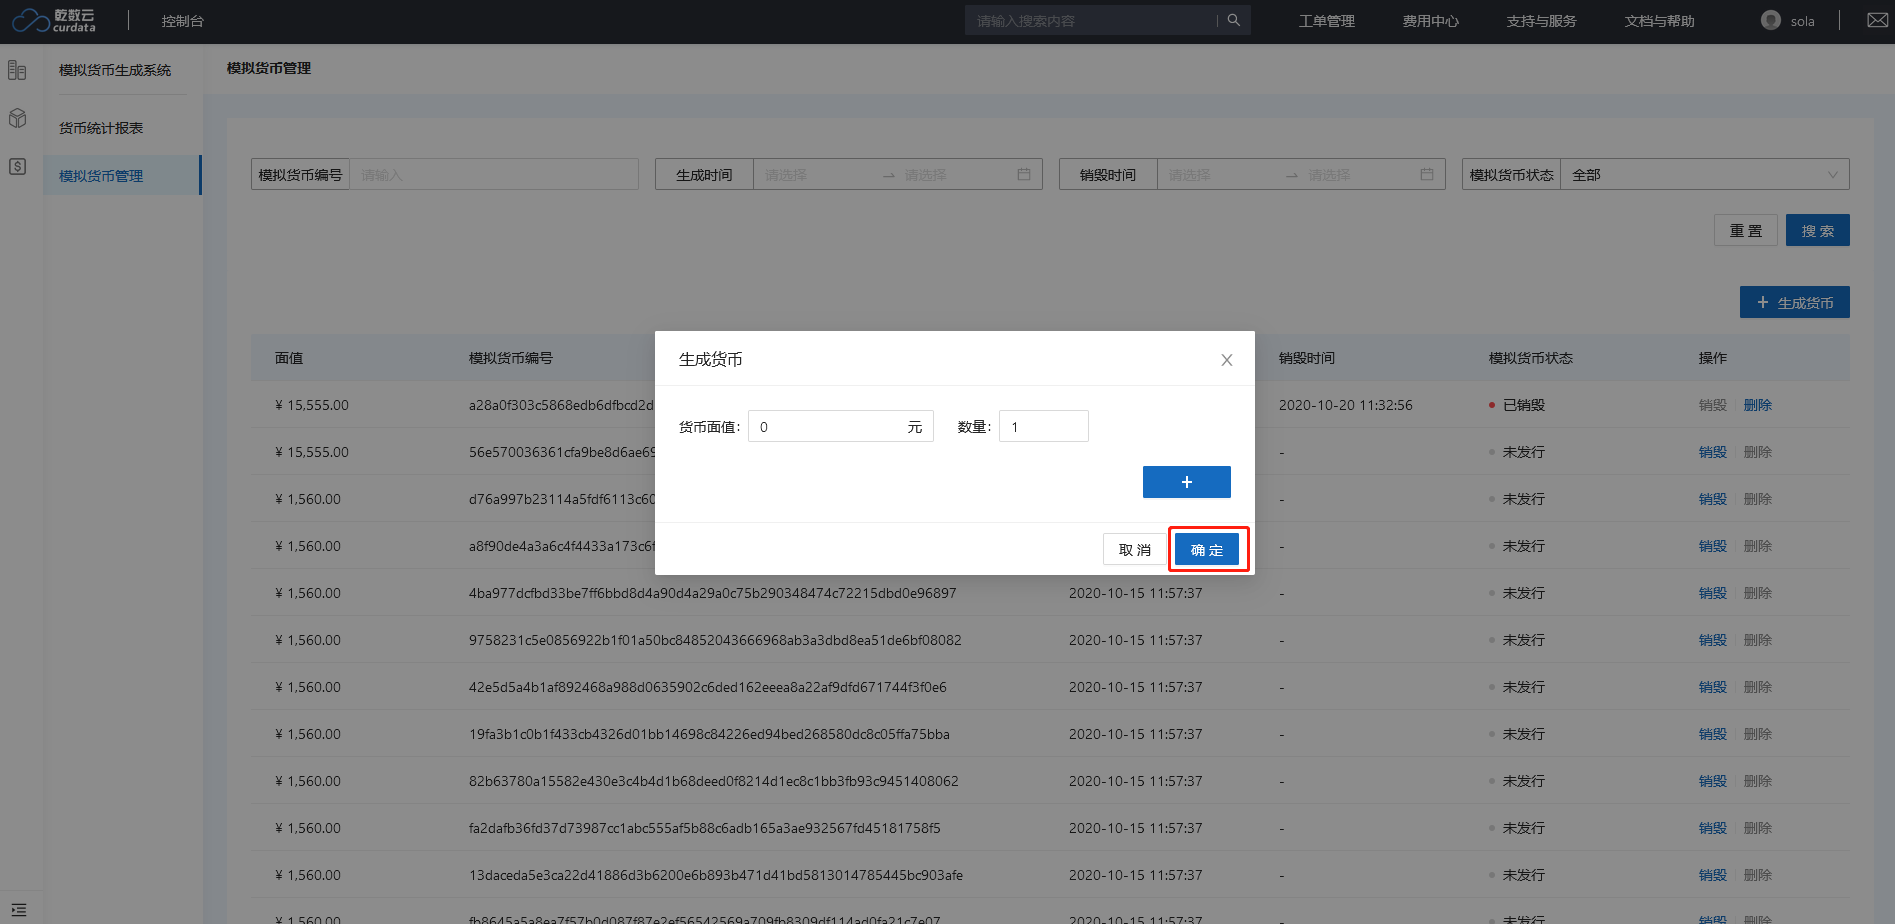 乾数云
curdata
控制台
请输入搜索内容
工单管理
费用中心
支持与服务
文档与帮助
sola
模拟货币生成系统
货币统计报表
模拟货币管理
模拟货币管理
模拟货币编号 请输入
生成时间 请选择 → 请选择
销毁时间 请选择 → 请选择
模拟货币状态 全部
重置 搜索
+ 生成货币
面值 模拟货币编号 销毁时间 模拟货币状态 操作
¥ 15,555.00 a28a0f303c5868edb6dfbcd2d 2020-10-20 11:32:56 已销毁 销毁 删除
¥ 15,555.00 56e570036361cfa9be8d6ae69 - 未发行 销毁 删除
¥ 1,560.00 d76a997b23114a5fdf6113c60 - 未发行 销毁 删除
¥ 1,560.00 a8f90de4a3a6c4f4433a173c6f - 未发行 销毁 删除
生成货币
货币面值: 0 元 数量: 1
+
取消 确定
¥ 1,560.00 4ba977dcfbd33be7ff6bbd8d4a90d4a29a0c75b290348474c72215dbd0e96897 2020-10-15 11:57:37 - 未发行 销毁 删除
¥ 1,560.00 9758231c5e0856922b1f01a50bc84852043666968ab3a3dbd8ea51de6bf08082 2020-10-15 11:57:37 - 未发行 销毁 删除
¥ 1,560.00 42e5d5a4b1af892468a988d0635902c6ded162eeea8a22af9dfd671744f3f0e6 2020-10-15 11:57:37 - 未发行 销毁 删除
¥ 1,560.00 19fa3b1c0b1f433cb4326d01bb14698c84226ed94bed268580dc8c05ffa75bba 2020-10-15 11:57:37 - 未发行 销毁 删除
¥ 1,560.00 82b63780a15582e430e3c4b4d1b68deed0f8214d1ec8c1bb3fb93c9451408062 2020-10-15 11:57:37 - 未发行 销毁 删除
¥ 1,560.00 fa2dafb36fd37d73987cc1abc555af5b88c6adb165a3ae932567fd45181758f5 2020-10-15 11:57:37 - 未发行 销毁 删除
¥ 1,560.00 13daceda5e3ca22d41886d3b6200e6b893b471d41bd5813014785445bc903afe 2020-10-15 11:57:37 - 未发行 销毁 删除
¥ 1,560.00 fb8645a5a8ea7f57b0d087f87e2ef56542569a709fb8309df114ad0fa21c7e07 2020-10-15 11:57:37 - 未发行 销毁 删除